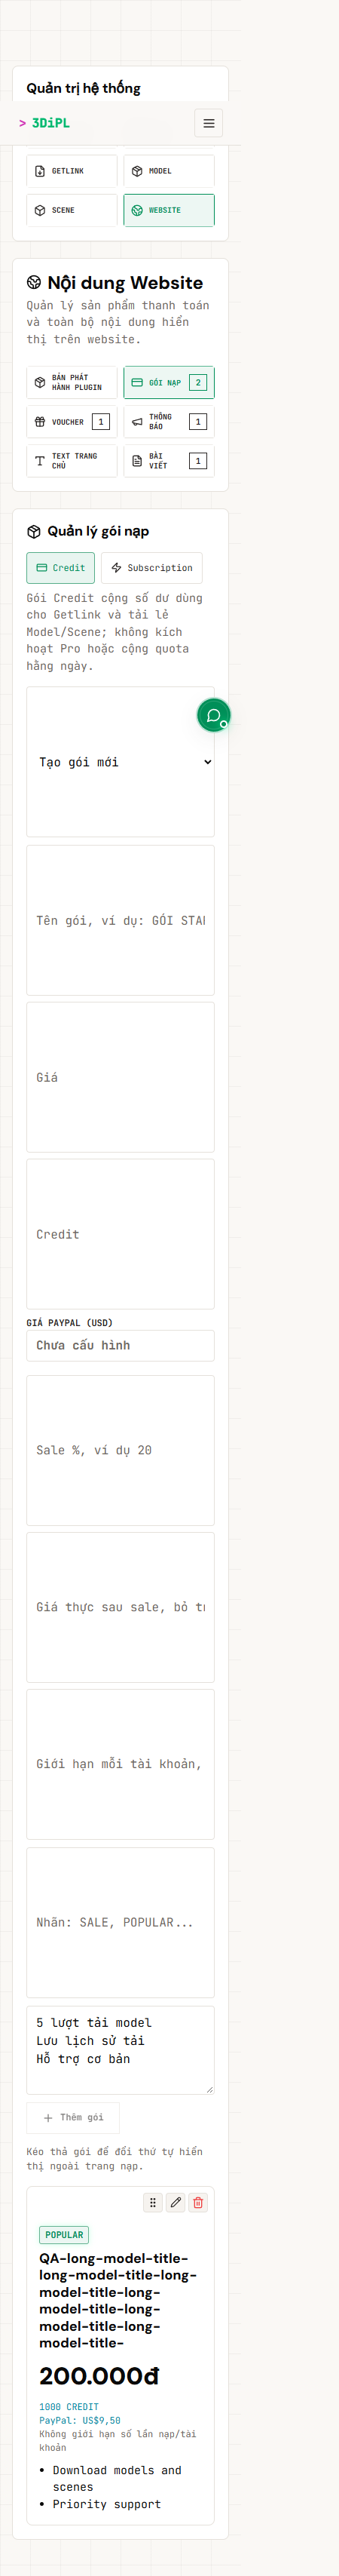 Quản trị hệ thống
> 3DiPL
GETLINK
MODEL
SCENE
WEBSITE
Nội dung Website
Quản lý sản phẩm thanh toán
và toàn bộ nội dung hiển
thị trên website.
BẢN PHÁT
HÀNH PLUGIN
GÓI NẠP 2
VOUCHER 1
THÔNG
BÁO 1
TEXT TRANG
CHỦ
BÀI
VIẾT 1
Quản lý gói nạp
Credit
Subscription
Gói Credit cộng số dư dùng
cho Getlink và tải lẻ
Model/Scene; không kích
hoạt Pro hoặc cộng quota
hằng ngày.
Tạo gói mới
Tên gói, ví dụ: GÓI STAR
Giá
Credit
GIÁ PAYPAL (USD)
Chưa cấu hình
Sale %, ví dụ 20
Giá thực sau sale, bỏ tr
Giới hạn mỗi tài khoản,
Nhãn: SALE, POPULAR...
5 lượt tải model
Lưu lịch sử tải
Hỗ trợ cơ bản
+ Thêm gói
Kéo thả gói để đổi thứ tự hiển
thị ngoài trang nạp.
POPULAR
QA-long-model-title-
long-model-title-long-
model-title-long-
model-title-long-
model-title-long-
model-title-
200.000đ
1000 CREDIT
PayPal: US$9,50
Không giới hạn số lần nạp/tài
khoản
• Download models and
scenes
• Priority support